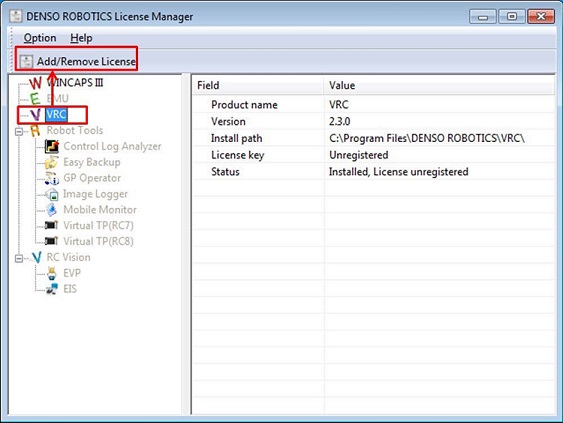 DENSO ROBOTICS License Manager
Option Help
Add/Remove License
WINCAPS III
EMU
VRC
Robot Tools
Control Log Analyzer
Easy Backup
GP Operator
Image Logger
Mobile Monitor
Virtual TP(RC7)
Virtual TP(RC8)
RC Vision
EVP
EIS
Field Value
Product name VRC
Version 2.3.0
Install path C:\Program Files\DENSO ROBOTICS\VRC\
License key Unregistered
Status Installed, License unregistered